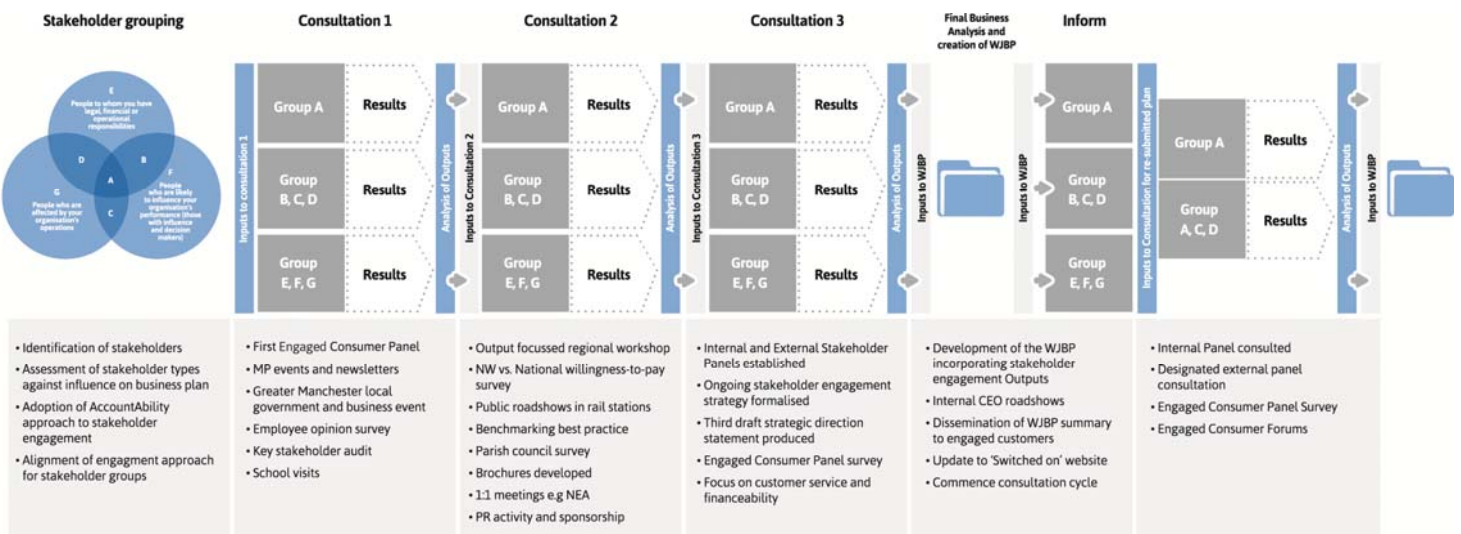 Stakeholder grouping
Consultation 1
Consultation 2
Consultation 3
Final Business
Analysis and
creation of WJBP
Inform
E
People to whom you have
legal, financial or
operational
responsibilities
D
B
A
C
G
People who are
affected by your
organisation's
operations
F
People
who are likely
to influence your
organisation's
performance (those
with influence
and decision
makers)
Inputs to consultation 1
Group A
Results
Group
B, C, D
Results
Group
E, F, G
Results
Analysis of Outputs
Inputs to Consultation 2
Group A
Results
Group
B, C, D
Results
Group
E, F, G
Results
Analysis of Outputs
Inputs to Consultation 3
Group A
Results
Group
B, C, D
Results
Group
E, F, G
Results
Analysis of Outputs
Inputs to WJBP
Inputs to WJBP
Group A
Group
B, C, D
Group
E, F, G
Inputs to Consultation for re-submitted plan
Group A
Results
Group
A, C, D
Results
Analysis of Outputs
Inputs to WJBP
• Identification of stakeholders
• Assessment of stakeholder types
against influence on business plan
• Adoption of AccountAbility
approach to stakeholder
engagement
• Alignment of engagment approach
for stakeholder groups
• First Engaged Consumer Panel
• MP events and newsletters
• Greater Manchester local
government and business event
• Employee opinion survey
• Key stakeholder audit
• School visits
• Output focussed regional workshop
• NW vs. National willingness-to-pay
survey
• Public roadshows in rail stations
• Benchmarking best practice
• Parish council survey
• Brochures developed
• 1:1 meetings e.g NEA
• PR activity and sponsorship
• Internal and External Stakeholder
Panels established
• Ongoing stakeholder engagement
strategy formalised
• Third draft strategic direction
statement produced
• Engaged Consumer Panel survey
• Focus on customer service and
financeability
• Development of the WJBP
incorporating stakeholder
engagement Outputs
• Internal CEO roadshows
• Dissemination of WJBP summary
to engaged customers
• Update to 'Switched on' website
• Commence consultation cycle
• Internal Panel consulted
• Designated external panel
consultation
• Engaged Consumer Panel Survey
• Engaged Consumer Forums